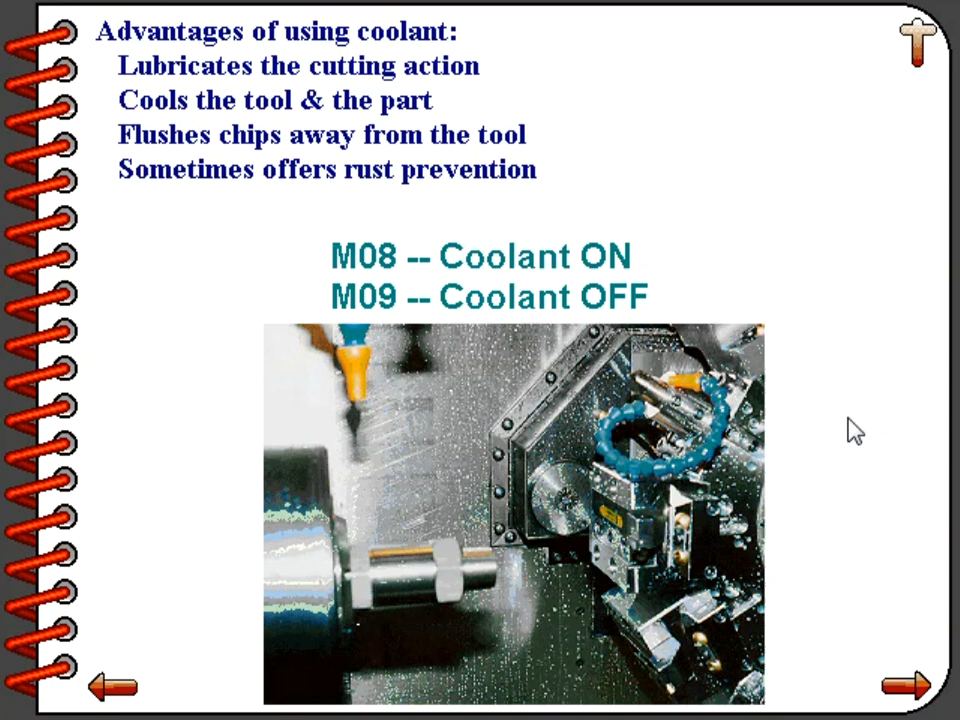 Advantages of using coolant:
Lubricates the cutting action
Cools the tool & the part
Flushes chips away from the tool
Sometimes offers rust prevention
M08 -- Coolant ON
M09 -- Coolant OFF